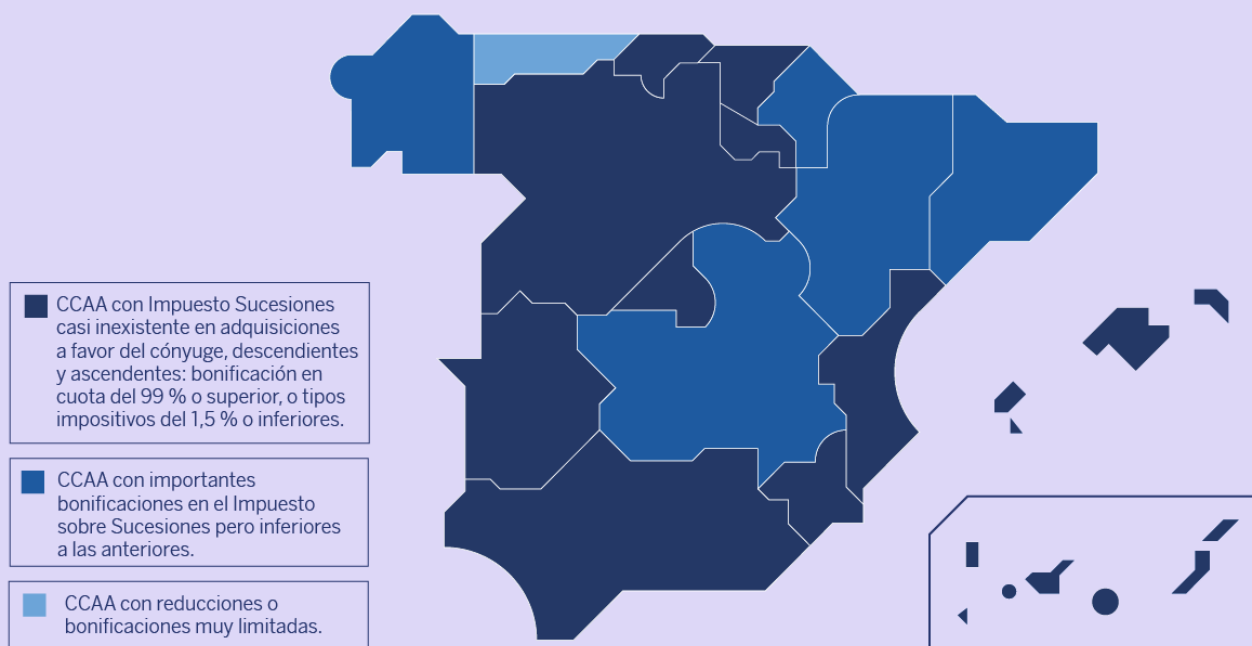 CCAA con Impuesto Sucesiones
casi inexistente en adquisiciones
a favor del cónyuge, descendientes
y ascendentes: bonificación en
cuota del 99 % o superior, o tipos
impositivos del 1,5 % o inferiores.
CCAA con importantes
bonificaciones en el Impuesto
sobre Sucesiones pero inferiores
a las anteriores.
CCAA con reducciones o
bonificaciones muy limitadas.